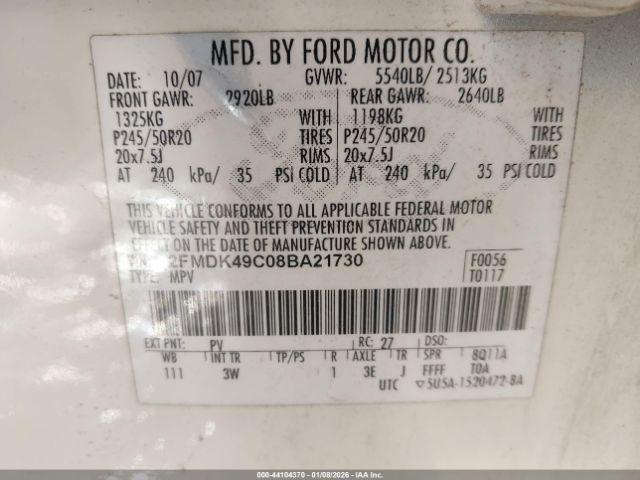 MFD. BY FORD MOTOR CO.
DATE: 10/07 GVWR: 5540LB/ 2513KG
FRONT GAWR: 2920LB REAR GAWR: 2640LB
1325KG WITH 1198KG WITH
P245/50R20 TIRES P245/50R20 TIRES
20x7.5J RIMS 20x7.5J RIMS
AT 240 kPa/ 35 PSI COLD AT 240 kPa/ 35 PSI COLD
THIS VEHICLE CONFORMS TO ALL APPLICABLE FEDERAL MOTOR
VEHICLE SAFETY AND THEFT PREVENTION STANDARDS IN
EFFECT ON THE DATE OF MANUFACTURE SHOWN ABOVE.
2FMDK49C08BA21730 F0056
TYPE: MPV T0117
EXT PNT: PV RC: 27 DSO:
WB INT TR TP/PS R AXLE TR SPR 8Q11A
111 3W 1 3E J FFFF T0A
UTC ▽5U5A-1520472-BA
000-44104370 - 01/08/2026 - IAA Inc.